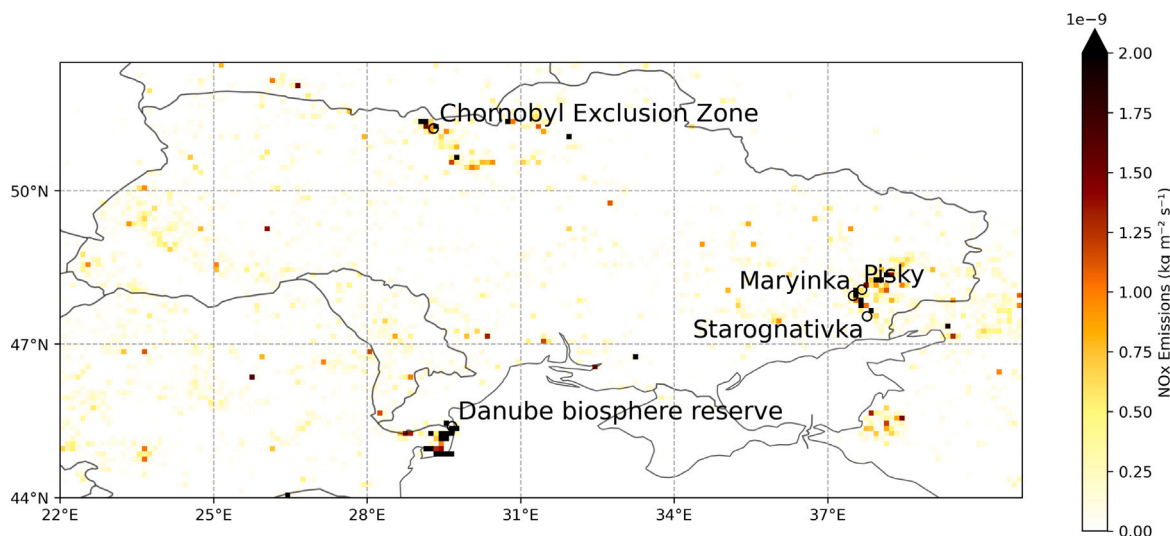 1e−9
2.00
Chornobyl Exclusion Zone
1.75
50°N
1.50
1.25
Pisky
Maryinka
1.00
Starognativka
47°N
0.75
Danube biosphere reserve
0.50
0.25
44°N
0.00
22°E 25°E 28°E 31°E 34°E 37°E
NOx Emissions (kg m⁻² s⁻¹)